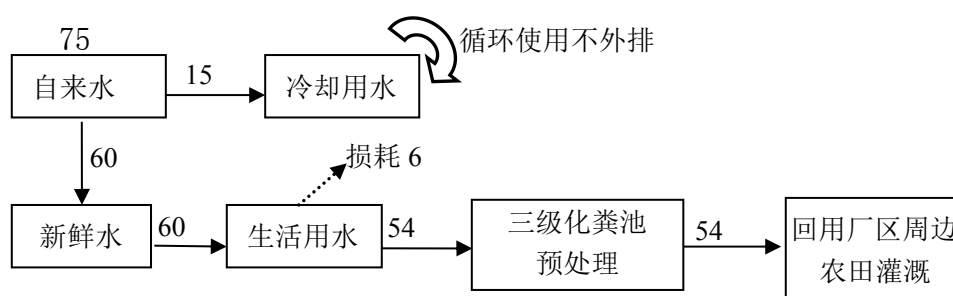 75
循环使用不外排
自来水
15
冷却用水
60
损耗 6
新鲜水
60
生活用水
54
三级化粪池
预处理
54
回用厂区周边
农田灌溉